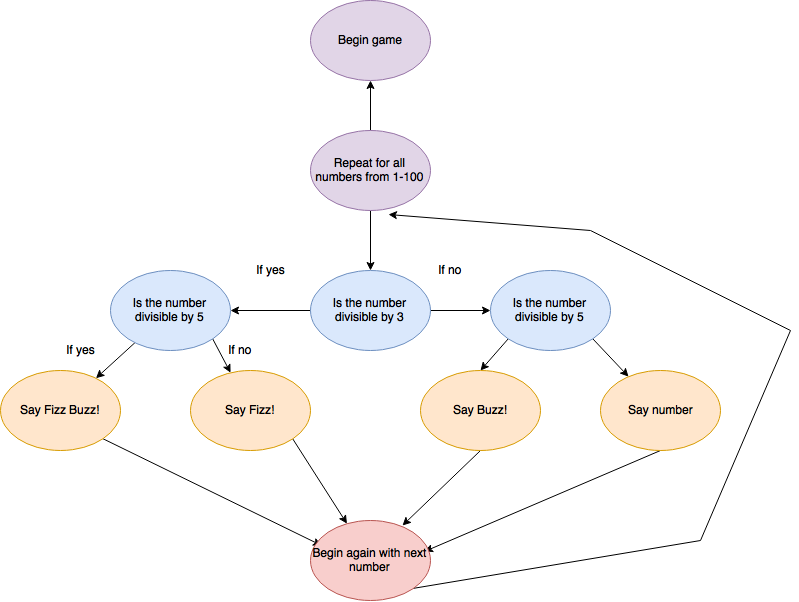 Begin game
Repeat for all
numbers from 1-100
If yes
If no
Is the number
divisible by 5
Is the number
divisible by 3
Is the number
divisible by 5
If yes
If no
Say Fizz Buzz!
Say Fizz!
Say Buzz!
Say number
Begin again with next
number